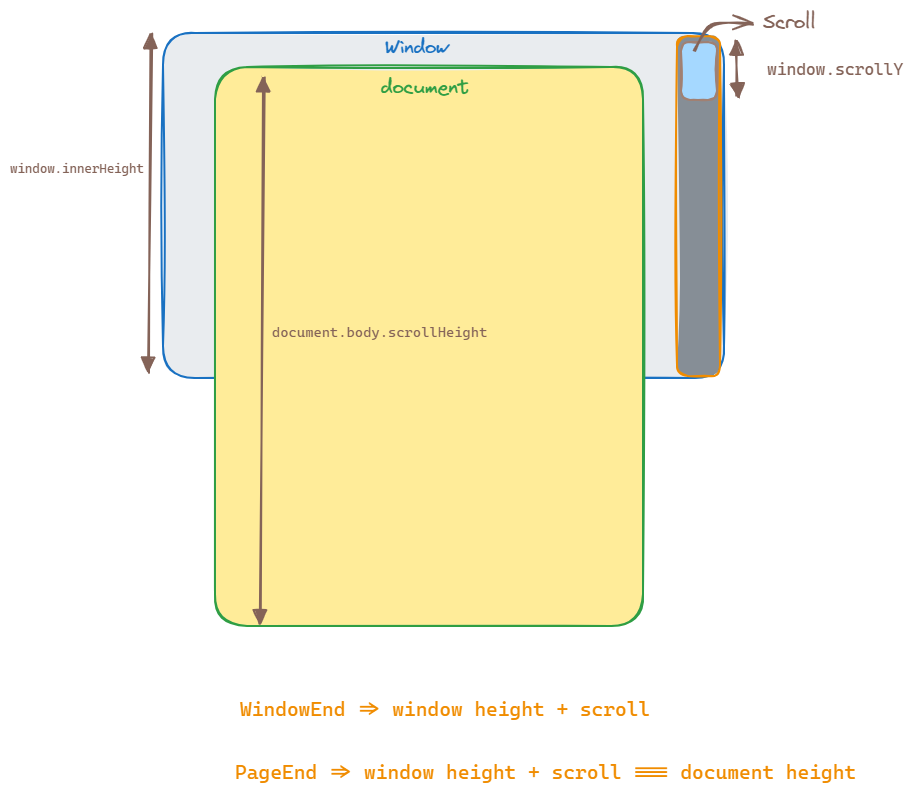 Scroll
Window
window.scrollY
document
window.innerHeight
document.body.scrollHeight
WindowEnd => window height + scroll
PageEnd => window height + scroll === document height